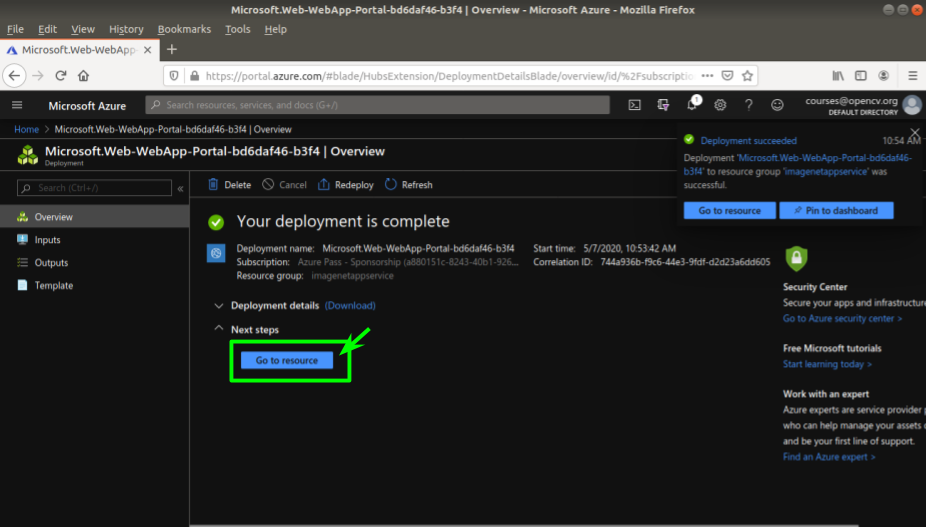 Microsoft.Web-WebApp-Portal-bd6daf46-b3f4 | Overview - Microsoft Azure - Mozilla Firefox
File Edit View History Bookmarks Tools Help
Microsoft.Web-WebApp-
https://portal.azure.com/#blade/HubsExtension/DeploymentDetailsBlade/overview/id/%2Fsubscriptio
Microsoft Azure
Search resources, services, and docs (G+/)
1
courses@opencv.org
DEFAULT DIRECTORY
Home > Microsoft.Web-WebApp-Portal-bd6daf46-b3f4 | Overview
Microsoft.Web-WebApp-Portal-bd6daf46-b3f4 | Overview
Deployment
Deployment succeeded 10:54 AM
Deployment 'Microsoft.Web-WebApp-Portal-bd6daf46-
b3f4' to resource group 'imagenetappservice' was
successful.
Go to resource Pin to dashboard
Search (Ctrl+/) «
Overview
Inputs
Outputs
Template
Delete Cancel Redeploy Refresh
Your deployment is complete
Deployment name: Microsoft.Web-WebApp-Portal-bd6daf46-b3f4
Subscription: Azure Pass - Sponsorship (a880151c-8243-40b1-926...
Resource group: imagenetappservice
Start time: 5/7/2020, 10:53:42 AM
Correlation ID: 744a936b-f9c6-44e3-9fdf-d2d23a6dd605
Deployment details (Download)
Next steps
Go to resource
Security Center
Secure your apps and infrastructure
Go to Azure security center >
Free Microsoft tutorials
Start learning today >
Work with an expert
Azure experts are service provider p
who can help manage your assets o
and be your first line of support.
Find an Azure expert >